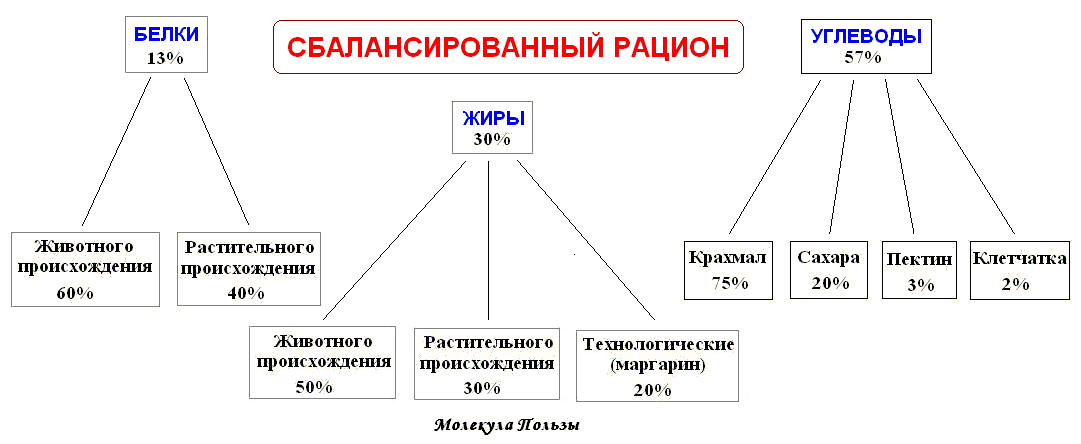 СБАЛАНСИРОВАННЫЙ РАЦИОН
БЕЛКИ
13%
Животного
происхождения
60%
Растительного
происхождения
40%
ЖИРЫ
30%
Животного
происхождения
50%
Растительного
происхождения
30%
Технологические
(маргарин)
20%
УГЛЕВОДЫ
57%
Крахмал
75%
Сахара
20%
Пектин
3%
Клетчатка
2%
Молекула Пользы